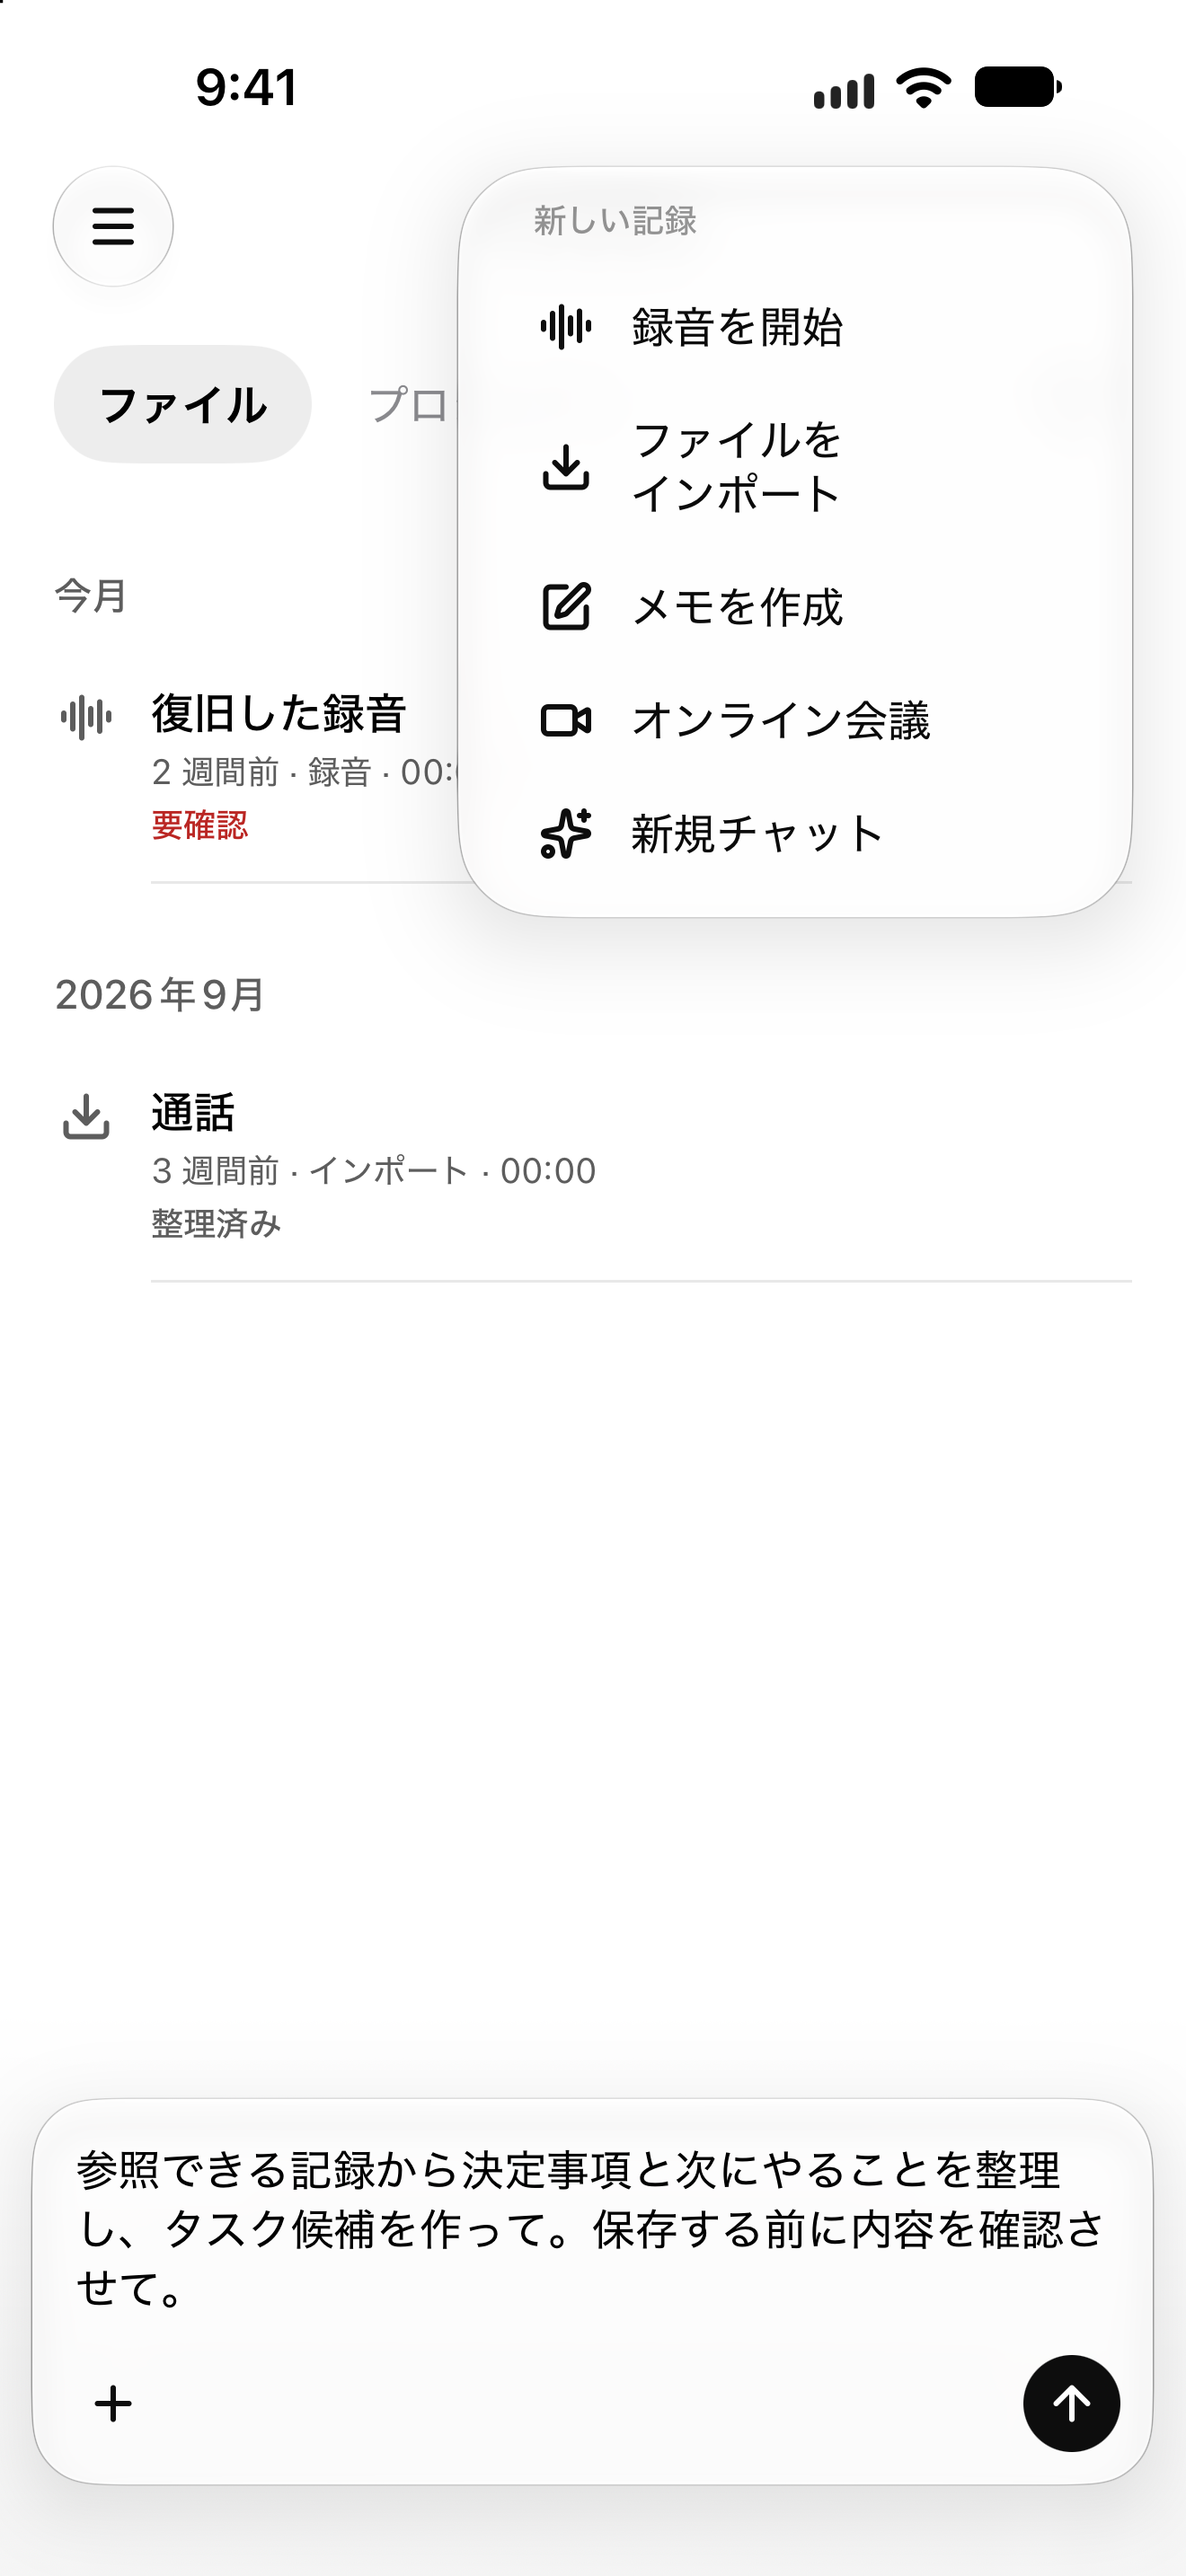 9:41
新しい記録
録音を開始
ファイルを
インポート
メモを作成
オンライン会議
新規チャット
ファイル
プロ
今月
復旧した録音
2 週間前 · 録音 · 00:
要確認
2026年9月
通話
3 週間前 · インポート · 00:00
整理済み
参照できる記録から決定事項と次にやることを整理
し、タスク候補を作って。保存する前に内容を確認さ
せて。